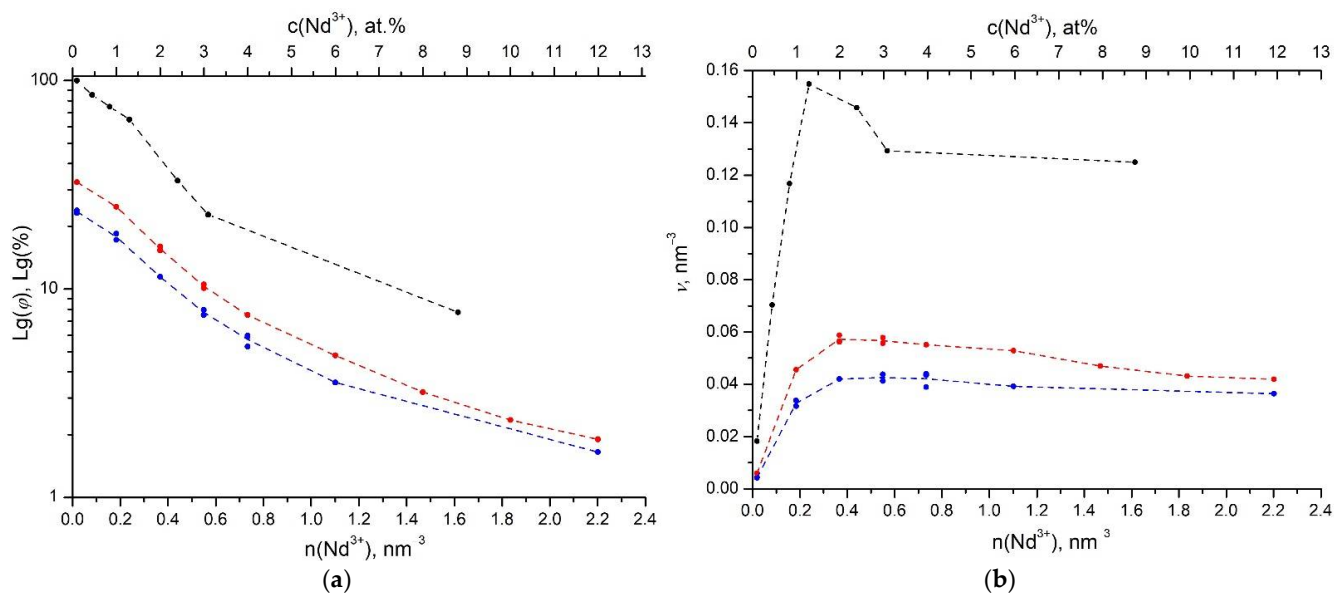 c(Nd³⁺), at.%
0 1 2 3 4 5 6 7 8 9 10 11 12 13
100
10
1
Lg(φ), Lg(%)
0.0 0.2 0.4 0.6 0.8 1.0 1.2 1.4 1.6 1.8 2.0 2.2 2.4
n(Nd³⁺), nm ³
(a)
c(Nd³⁺), at%
0 1 2 3 4 5 6 7 8 9 10 11 12 13
0.16
0.14
0.12
0.10
0.08
0.06
0.04
0.02
0.00
ν, nm⁻³
0.0 0.2 0.4 0.6 0.8 1.0 1.2 1.4 1.6 1.8 2.0 2.2 2.4
n(Nd³⁺), nm ³
(b)